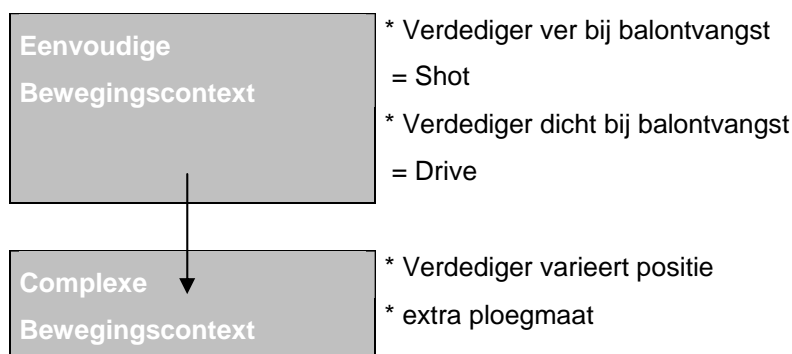 Eenvoudige
Bewegingscontext
* Verdediger ver bij balontvangst
= Shot
* Verdediger dicht bij balontvangst
= Drive
Complexe
Bewegingscontext
* Verdediger varieert positie
* extra ploegmaat